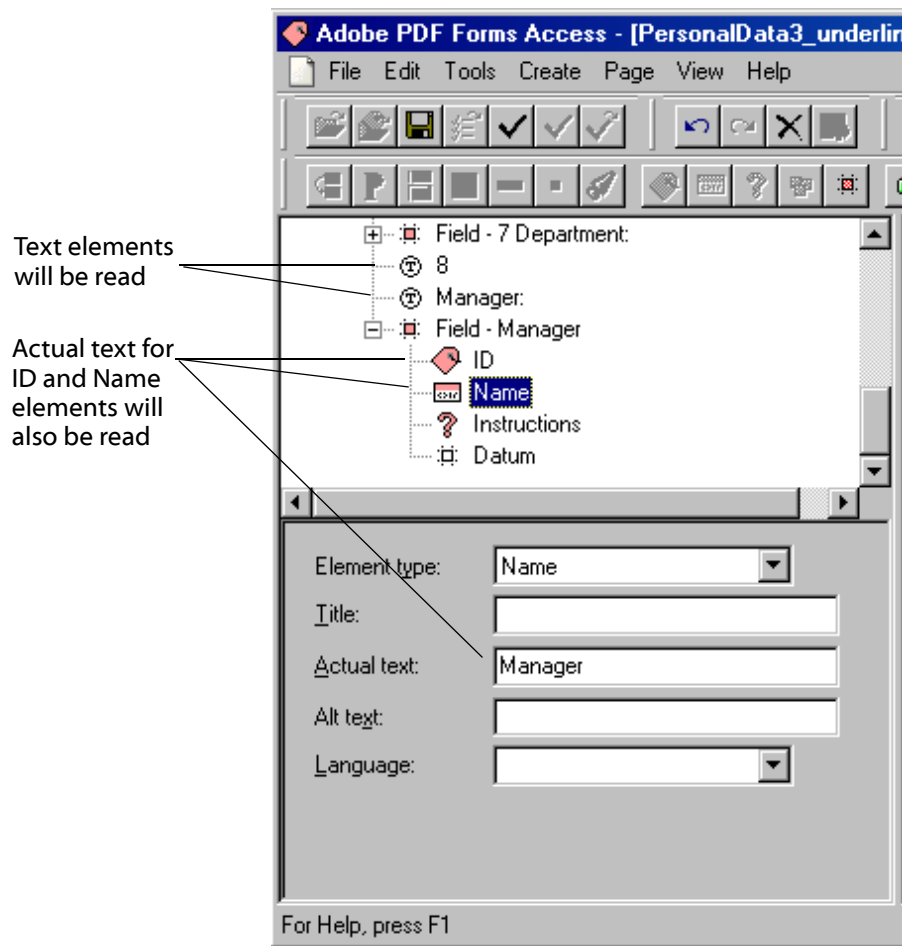 Adobe PDF Forms Access - [PersonalData3_underlin
File Edit Tools Create Page View Help
Field - 7 Department:
Text elements
will be read
8
Manager:
Field - Manager
Actual text for
ID and Name
elements will
also be read
ID
Name
Instructions
Datum
Element type: Name
Title:
Actual text: Manager
Alt text:
Language:
For Help, press F1